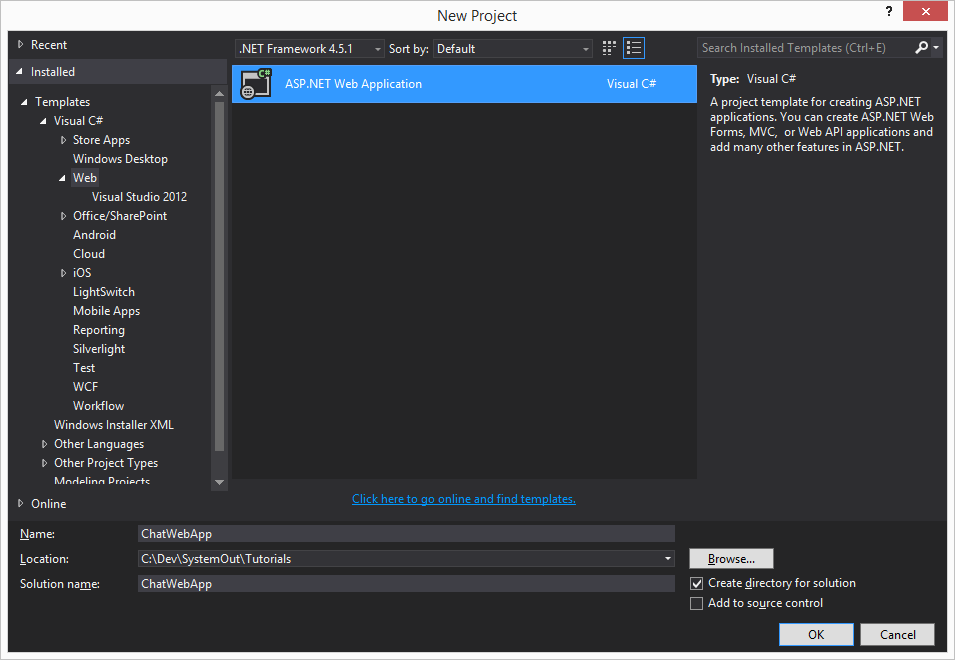 New Project
?
Recent
.NET Framework 4.5.1 Sort by: Default
Search Installed Templates (Ctrl+E)
Installed
Templates
Visual C#
Store Apps
Windows Desktop
Web
Visual Studio 2012
Office/SharePoint
Android
Cloud
iOS
LightSwitch
Mobile Apps
Reporting
Silverlight
Test
WCF
Workflow
Windows Installer XML
Other Languages
Other Project Types
Modeling Projects
Online
C#
ASP.NET Web Application Visual C#
Click here to go online and find templates.
Type: Visual C#
A project template for creating ASP.NET
applications. You can create ASP.NET Web
Forms, MVC, or Web API applications and
add many other features in ASP.NET.
Name: ChatWebApp
Location: C:\Dev\SystemOut\Tutorials Browse...
Solution name: ChatWebApp
Create directory for solution
Add to source control
OK Cancel